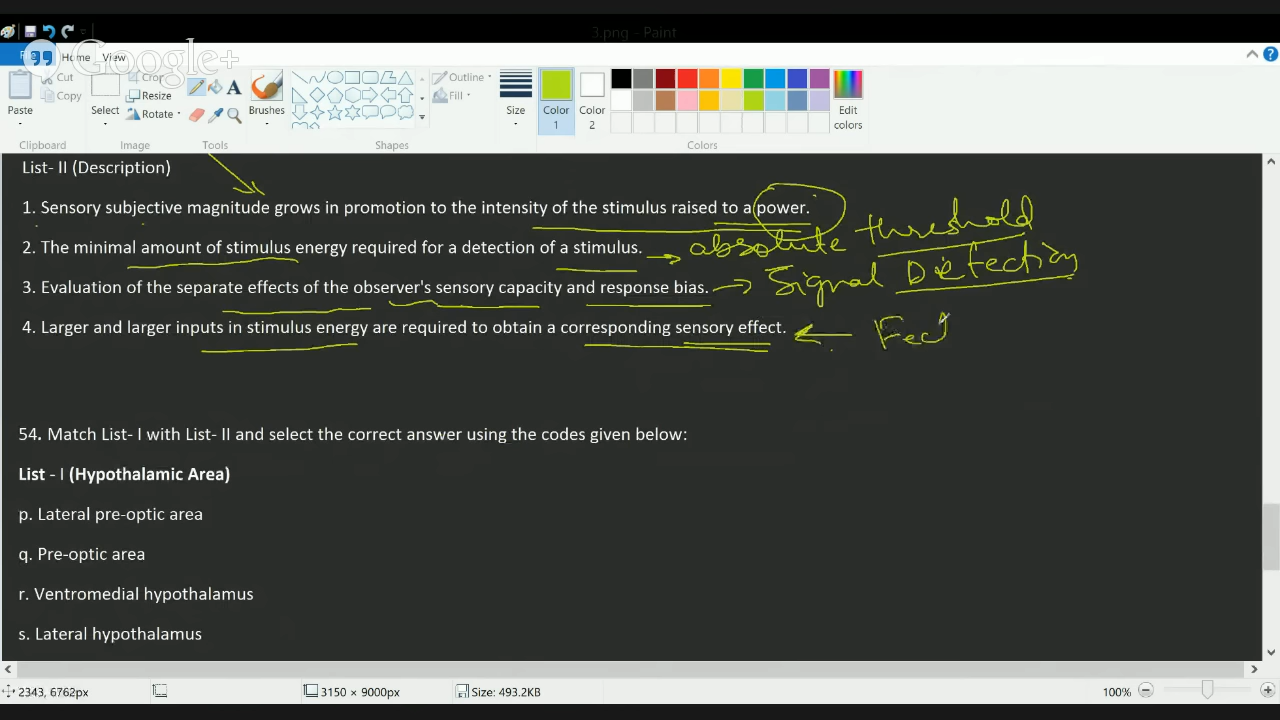 3.png - Paint
Google+
File Home View
Paste Cut Copy Select Crop Resize Rotate A Brushes Outline Fill Size Color 1 Color 2 Edit colors
Clipboard Image Tools Shapes Colors
List- II (Description)
1. Sensory subjective magnitude grows in promotion to the intensity of the stimulus raised to a power.
2. The minimal amount of stimulus energy required for a detection of a stimulus. absolute threshold
3. Evaluation of the separate effects of the observer's sensory capacity and response bias. Signal Detection
4. Larger and larger inputs in stimulus energy are required to obtain a corresponding sensory effect.
54. Match List- I with List- II and select the correct answer using the codes given below:
List - I (Hypothalamic Area)
p. Lateral pre-optic area
q. Pre-optic area
r. Ventromedial hypothalamus
s. Lateral hypothalamus
2343, 6762px 3150 × 9000px Size: 493.2KB 100%